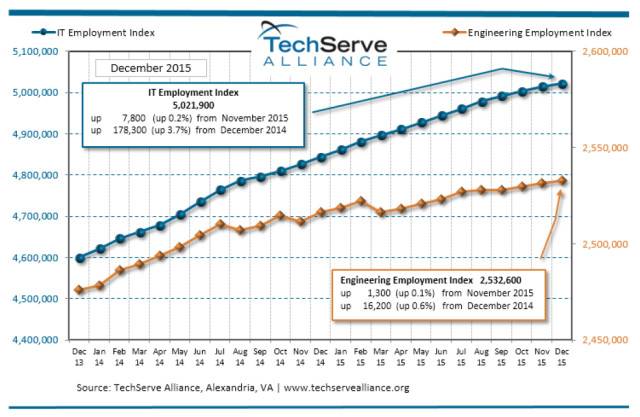 IT Employment Index
TechServe
ALLIANCE
Engineering Employment Index
5,100,000
5,000,000
4,900,000
4,800,000
4,700,000
4,600,000
4,500,000
4,400,000
2,600,000
2,550,000
2,500,000
2,450,000
December 2015
IT Employment Index
5,021,900
up 7,800 (up 0.2%) from November 2015
up 178,300 (up 3.7%) from December 2014
Engineering Employment Index 2,532,600
up 1,300 (up 0.1%) from November 2015
up 16,200 (up 0.6%) from December 2014
Dec Jan Feb Mar Apr May Jun Jul Aug Sep Oct Nov Dec Jan Feb Mar Apr May Jun Jul Aug Sep Oct Nov Dec
13 14 14 14 14 14 14 14 14 14 14 14 14 15 15 15 15 15 15 15 15 15 15 15 15
Source: TechServe Alliance, Alexandria, VA | www.techservealliance.org